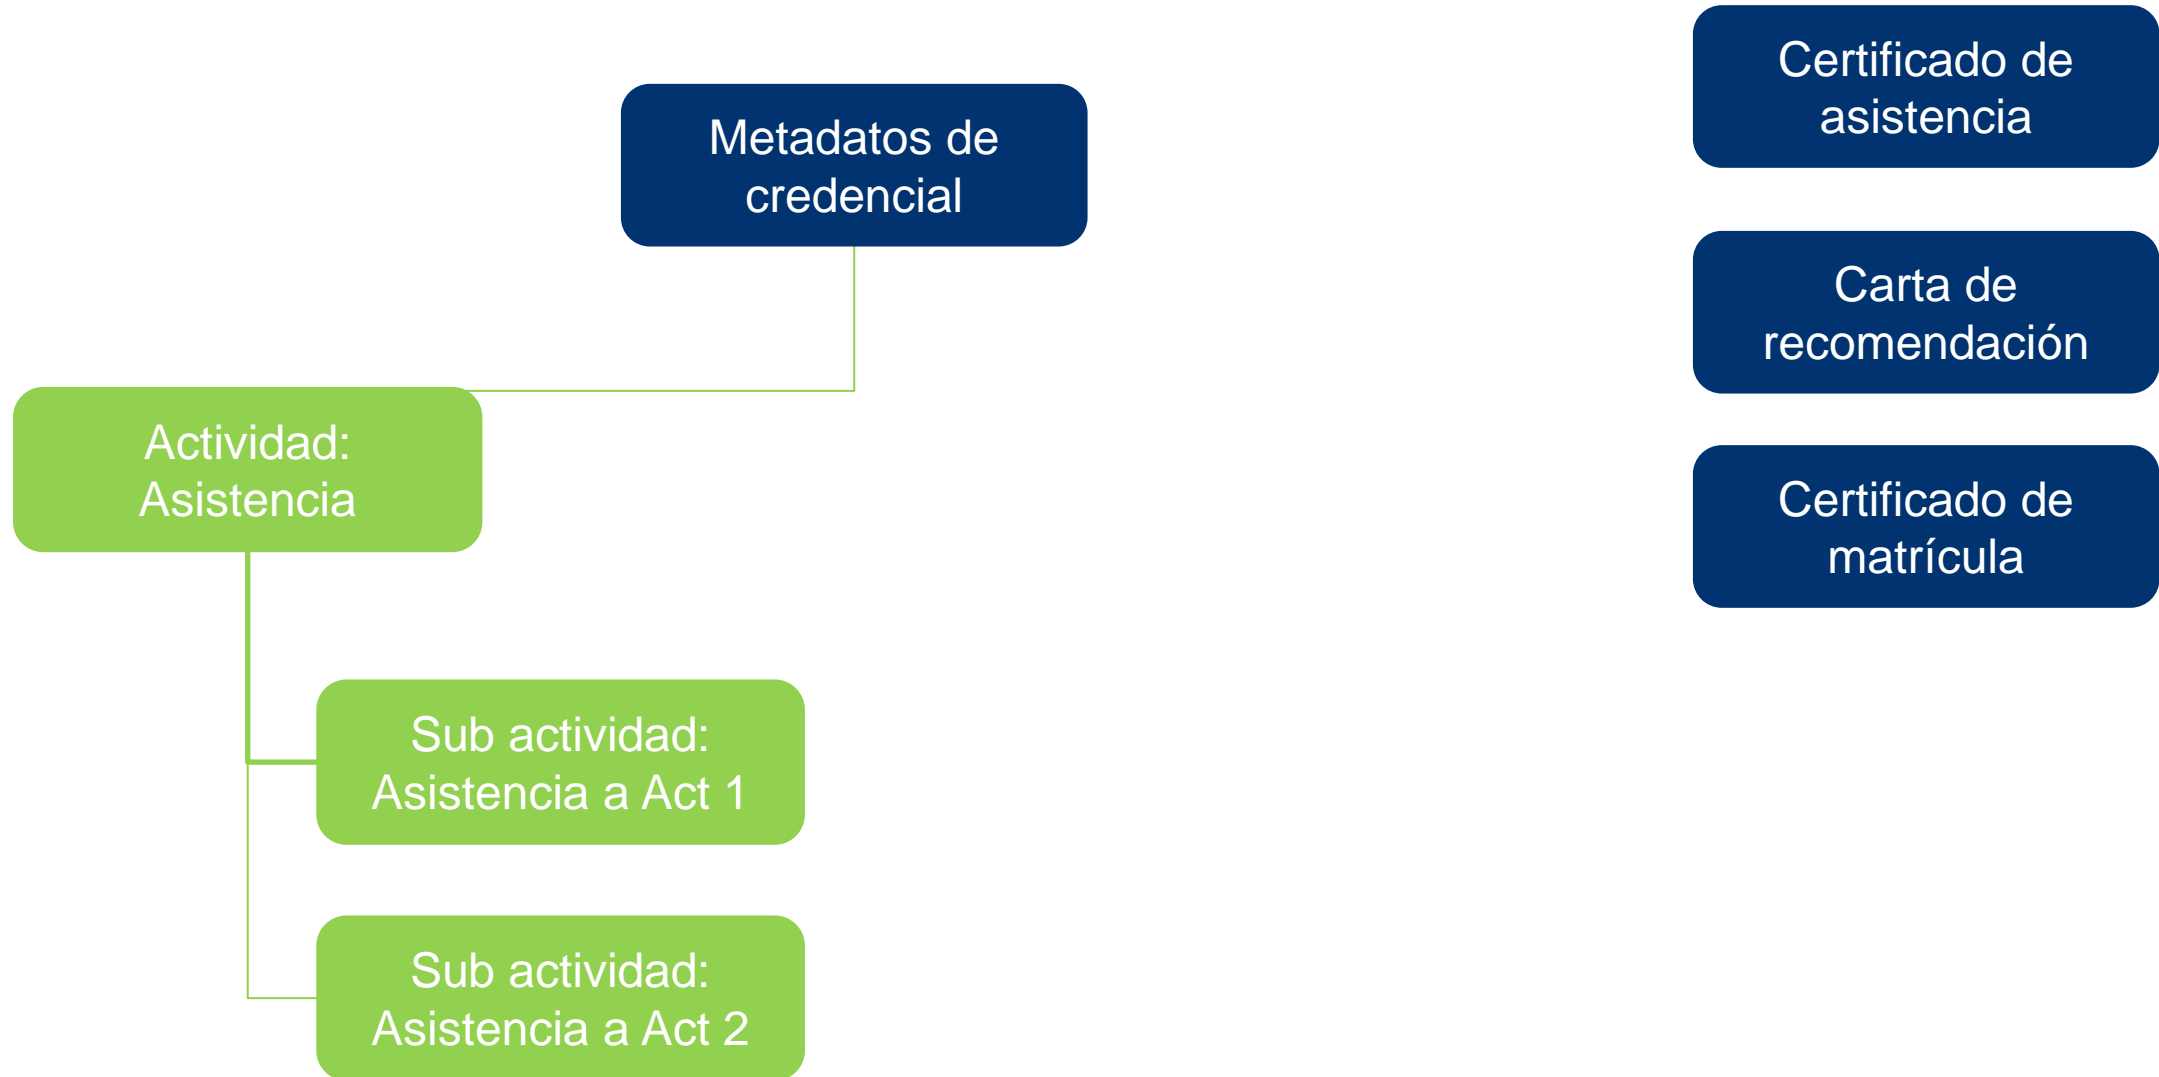 Metadatos de
credencial
Actividad:
Asistencia
Sub actividad:
Asistencia a Act 1
Sub actividad:
Asistencia a Act 2
Certificado de
asistencia
Carta de
recomendación
Certificado de
matrícula